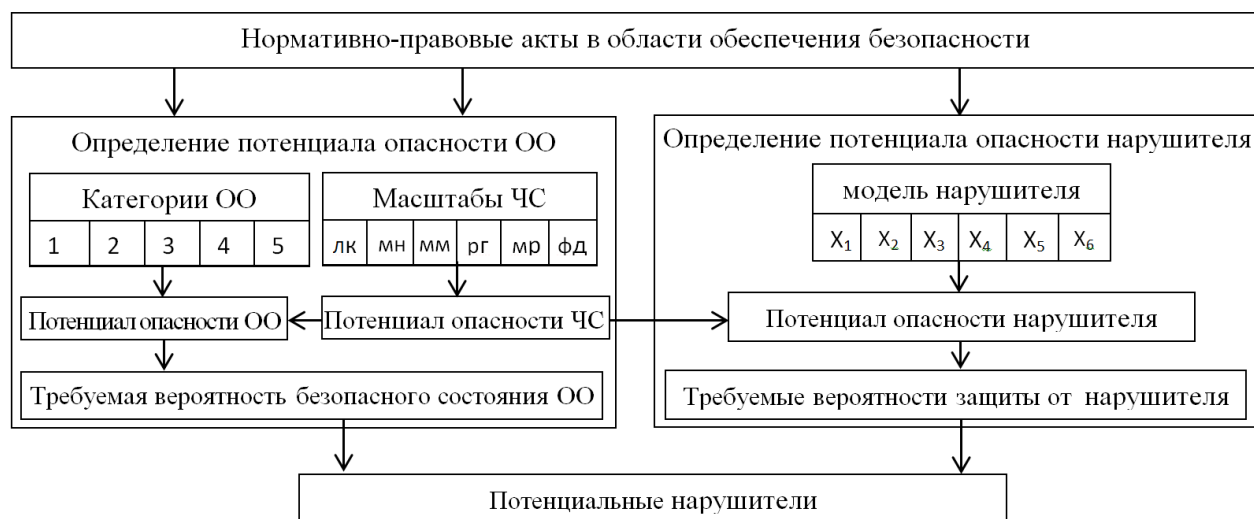 Нормативно-правовые акты в области обеспечения безопасности
Определение потенциала опасности ОО
Категории ОО
1 2 3 4 5
Масштабы ЧС
лк мн мм рг мр фд
Потенциал опасности ОО
Потенциал опасности ЧС
Требуемая вероятность безопасного состояния ОО
Определение потенциала опасности нарушителя
модель нарушителя
X₁ X₂ X₃ X₄ X₅ X₆
Потенциал опасности нарушителя
Требуемые вероятности защиты от нарушителя
Потенциальные нарушители